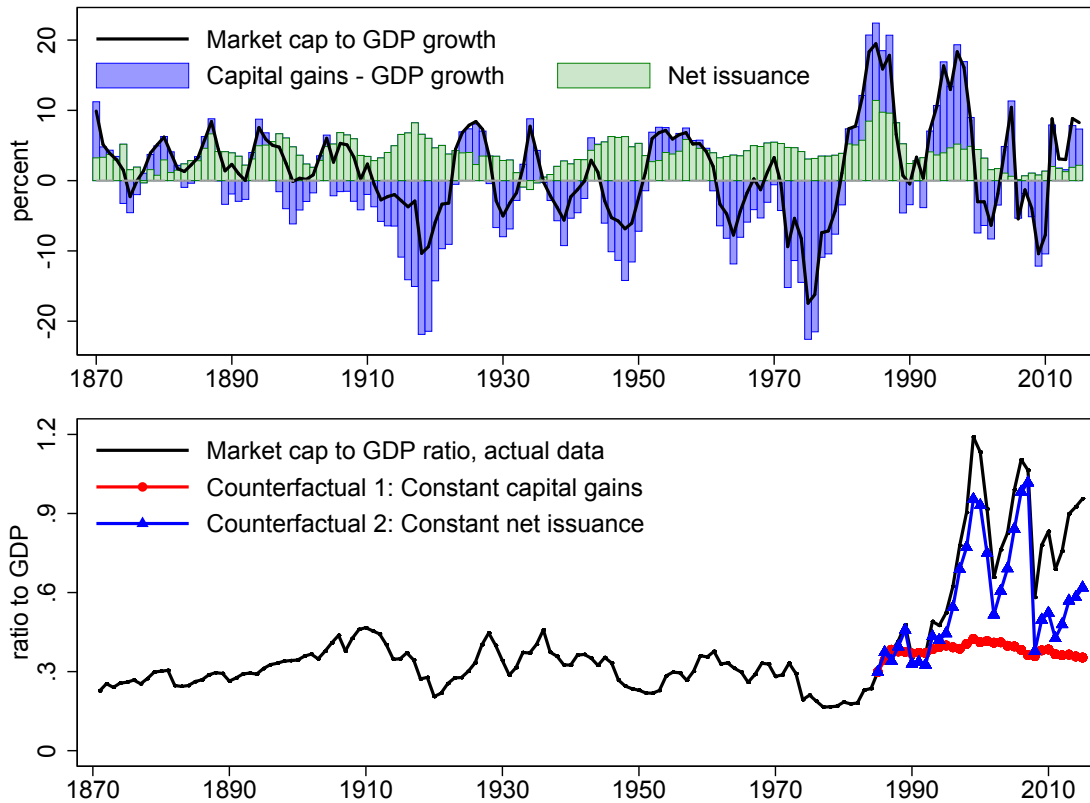 Market cap to GDP growth
Capital gains - GDP growth
Net issuance
percent
20
10
0
-10
-20
1870 1890 1910 1930 1950 1970 1990 2010
Market cap to GDP ratio, actual data
Counterfactual 1: Constant capital gains
Counterfactual 2: Constant net issuance
ratio to GDP
1.2
.9
.6
.3
0
1870 1890 1910 1930 1950 1970 1990 2010